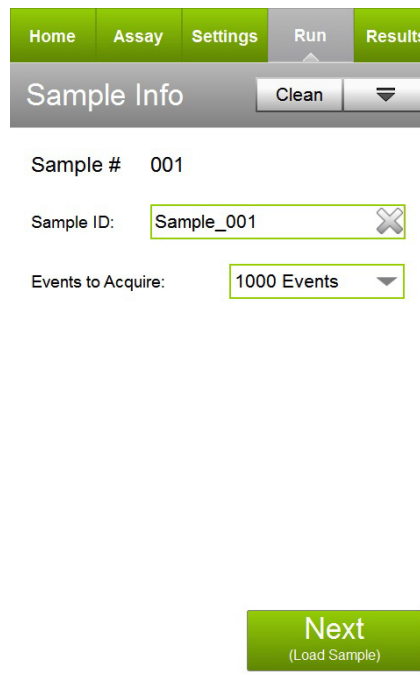 Home Assay Settings Run Results
Sample Info Clean
Sample # 001
Sample ID: Sample_001
Events to Acquire: 1000 Events
Next
(Load Sample)